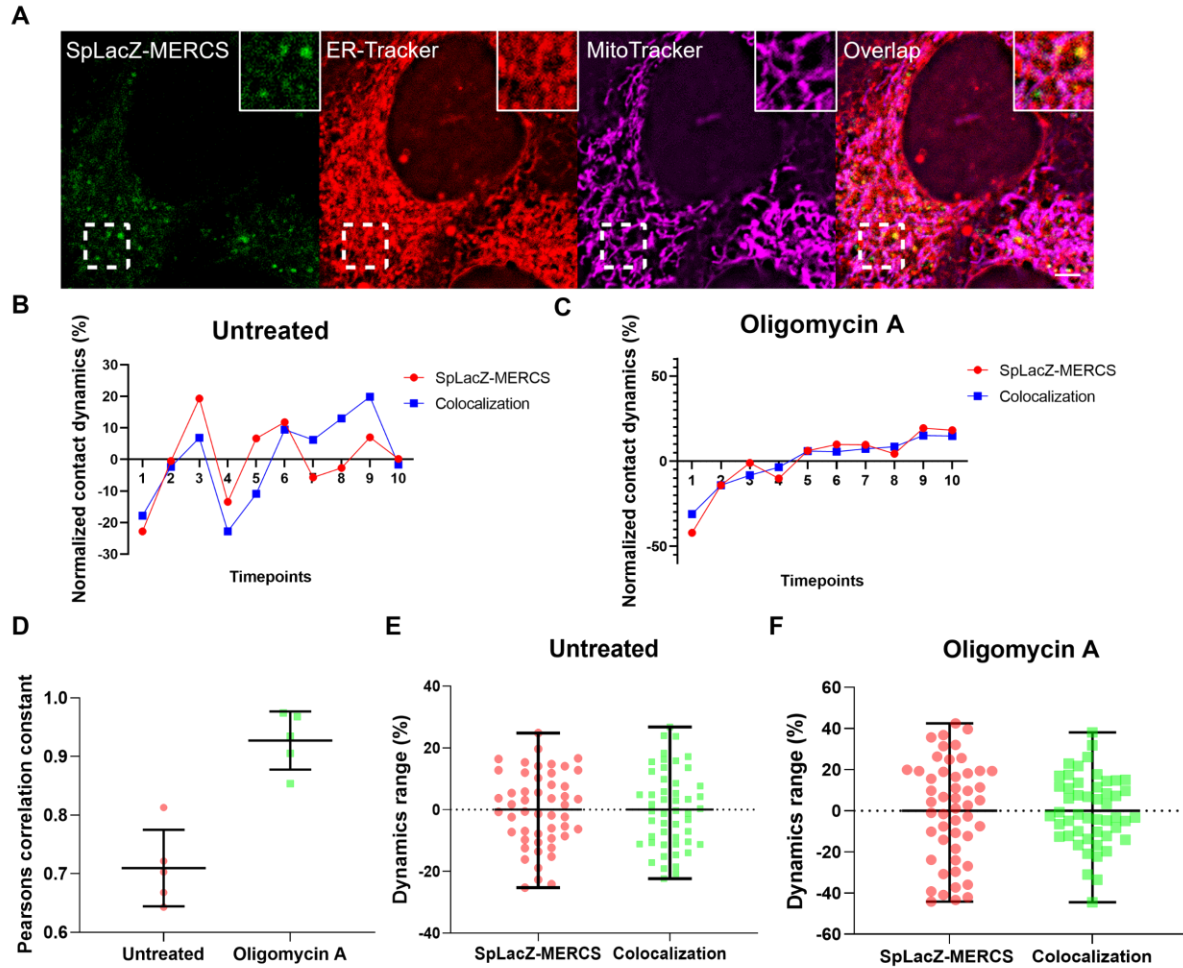 A
SpLacZ-MERCS
ER-Tracker
MitoTracker
Overlap
B
Untreated
Normalized contact dynamics (%)
30
20
10
0
-10
-20
-30
1 2 3 4 5 6 7 8 9 10
Timepoints
SpLacZ-MERCS
Colocalization
C
Oligomycin A
Normalized contact dynamics (%)
50
0
-50
1 2 3 4 5 6 7 8 9 10
Timepoints
SpLacZ-MERCS
Colocalization
D
Pearsons correlation constant
1.0
0.9
0.8
0.7
0.6
Untreated
Oligomycin A
E
Untreated
Dynamics range (%)
40
20
0
-20
-40
SpLacZ-MERCS
Colocalization
F
Oligomycin A
Dynamics range (%)
60
40
20
0
-20
-40
-60
SpLacZ-MERCS
Colocalization